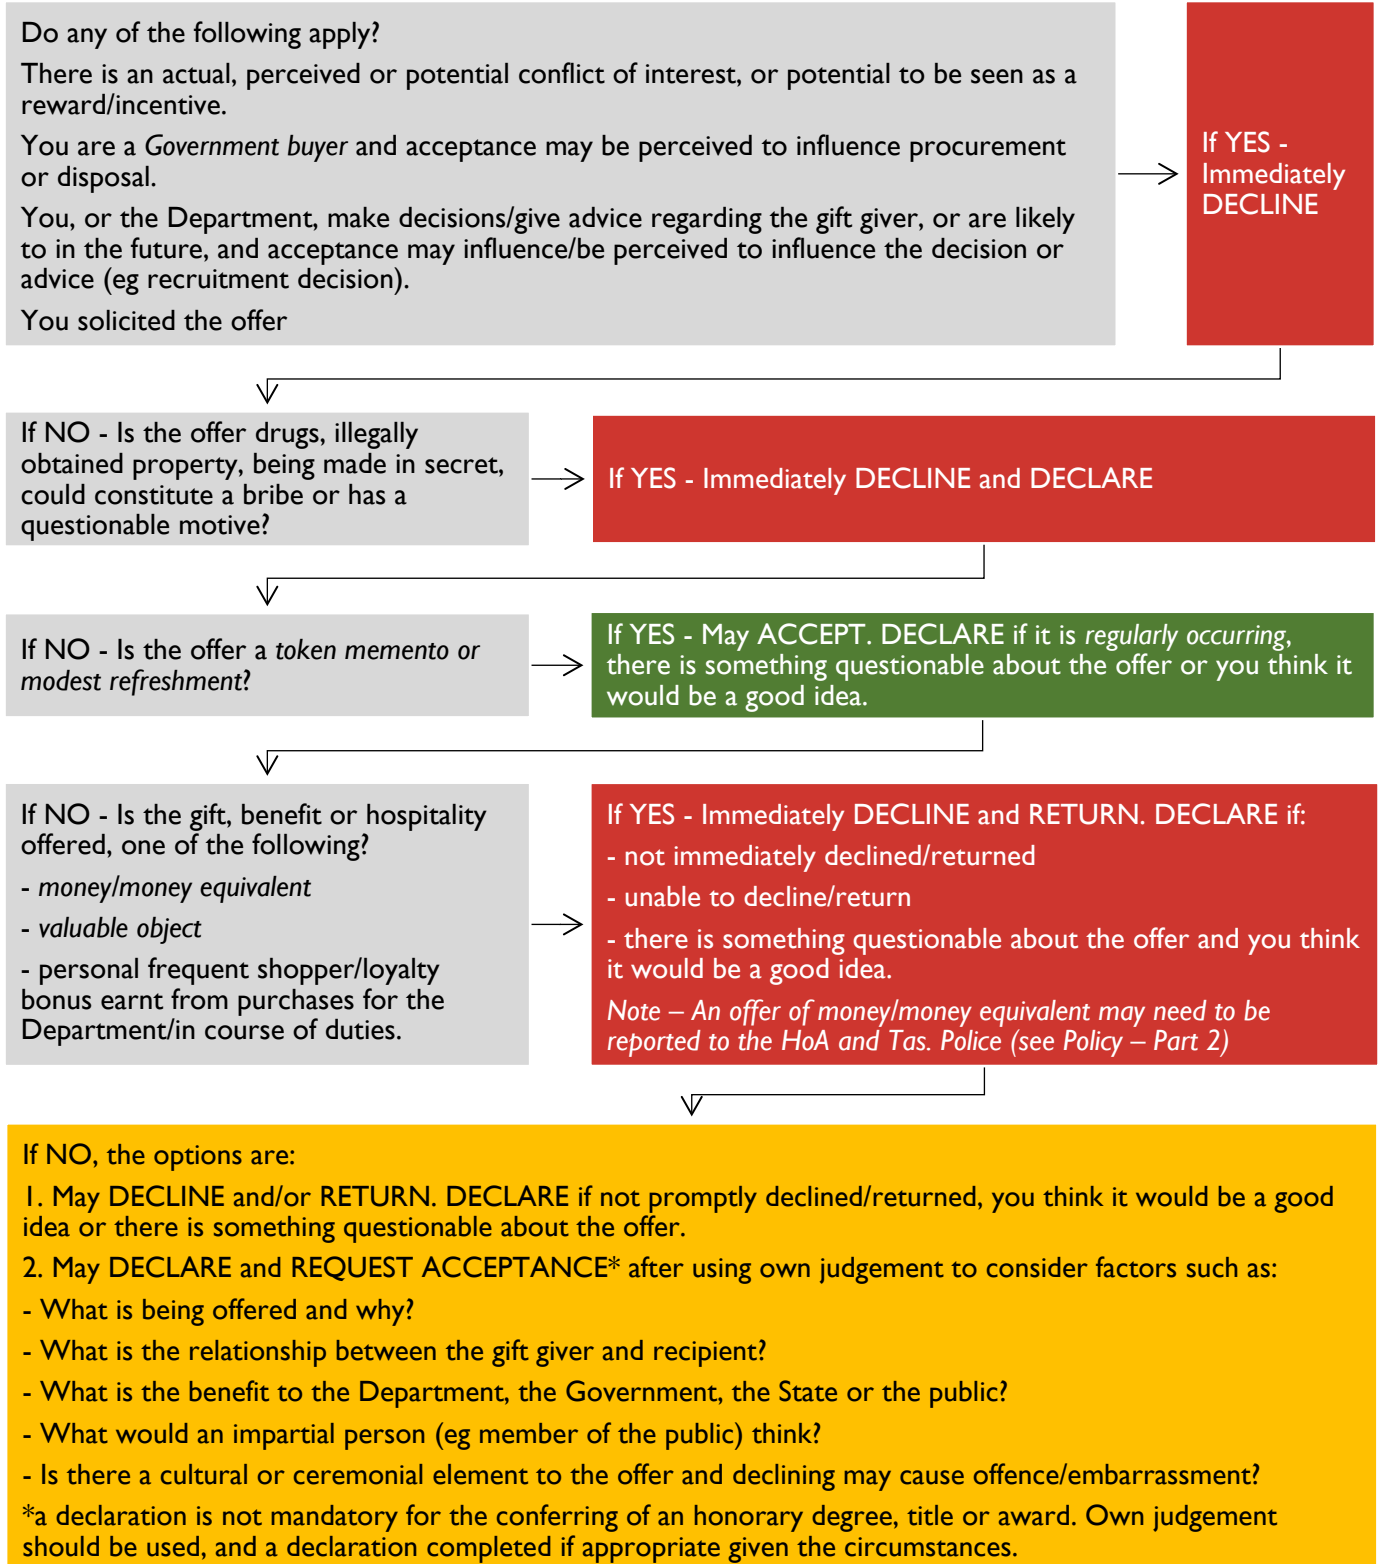 Do any of the following apply?
There is an actual, perceived or potential conflict of interest, or potential to be seen as a
reward/incentive.
You are a Government buyer and acceptance may be perceived to influence procurement
or disposal.
You, or the Department, make decisions/give advice regarding the gift giver, or are likely
to in the future, and acceptance may influence/be perceived to influence the decision or
advice (eg recruitment decision).
You solicited the offer
If YES -
Immediately
DECLINE
If NO - Is the offer drugs, illegally
obtained property, being made in secret,
could constitute a bribe or has a
questionable motive?
If YES - Immediately DECLINE and DECLARE
If NO - Is the offer a token memento or
modest refreshment?
If YES - May ACCEPT. DECLARE if it is regularly occurring,
there is something questionable about the offer or you think it
would be a good idea.
If NO - Is the gift, benefit or hospitality
offered, one of the following?
- money/money equivalent
- valuable object
- personal frequent shopper/loyalty
bonus earnt from purchases for the
Department/in course of duties.
If YES - Immediately DECLINE and RETURN. DECLARE if:
- not immediately declined/returned
- unable to decline/return
- there is something questionable about the offer and you think
it would be a good idea.
Note – An offer of money/money equivalent may need to be
reported to the HoA and Tas. Police (see Policy – Part 2)
If NO, the options are:
1. May DECLINE and/or RETURN. DECLARE if not promptly declined/returned, you think it would be a good
idea or there is something questionable about the offer.
2. May DECLARE and REQUEST ACCEPTANCE* after using own judgement to consider factors such as:
- What is being offered and why?
- What is the relationship between the gift giver and recipient?
- What is the benefit to the Department, the Government, the State or the public?
- What would an impartial person (eg member of the public) think?
- Is there a cultural or ceremonial element to the offer and declining may cause offence/embarrassment?
*a declaration is not mandatory for the conferring of an honorary degree, title or award. Own judgement
should be used, and a declaration completed if appropriate given the circumstances.